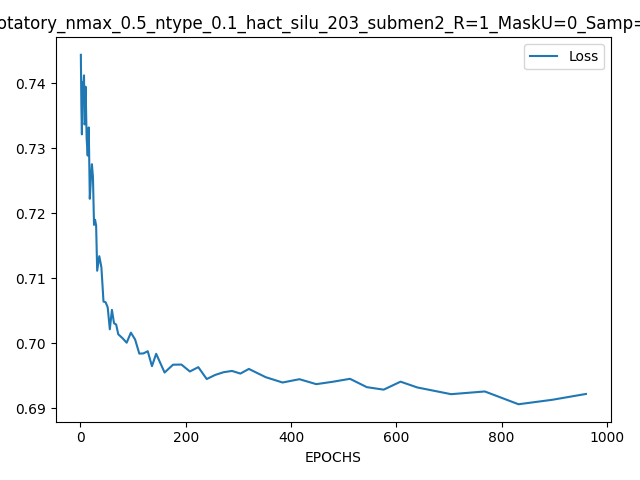 otatory_nmax_0.5_ntype_0.1_hact_silu_203_submen2_R=1_MaskU=0_Samp=
Loss
0.74
0.73
0.72
0.71
0.70
0.69
0 200 400 600 800 1000
EPOCHS